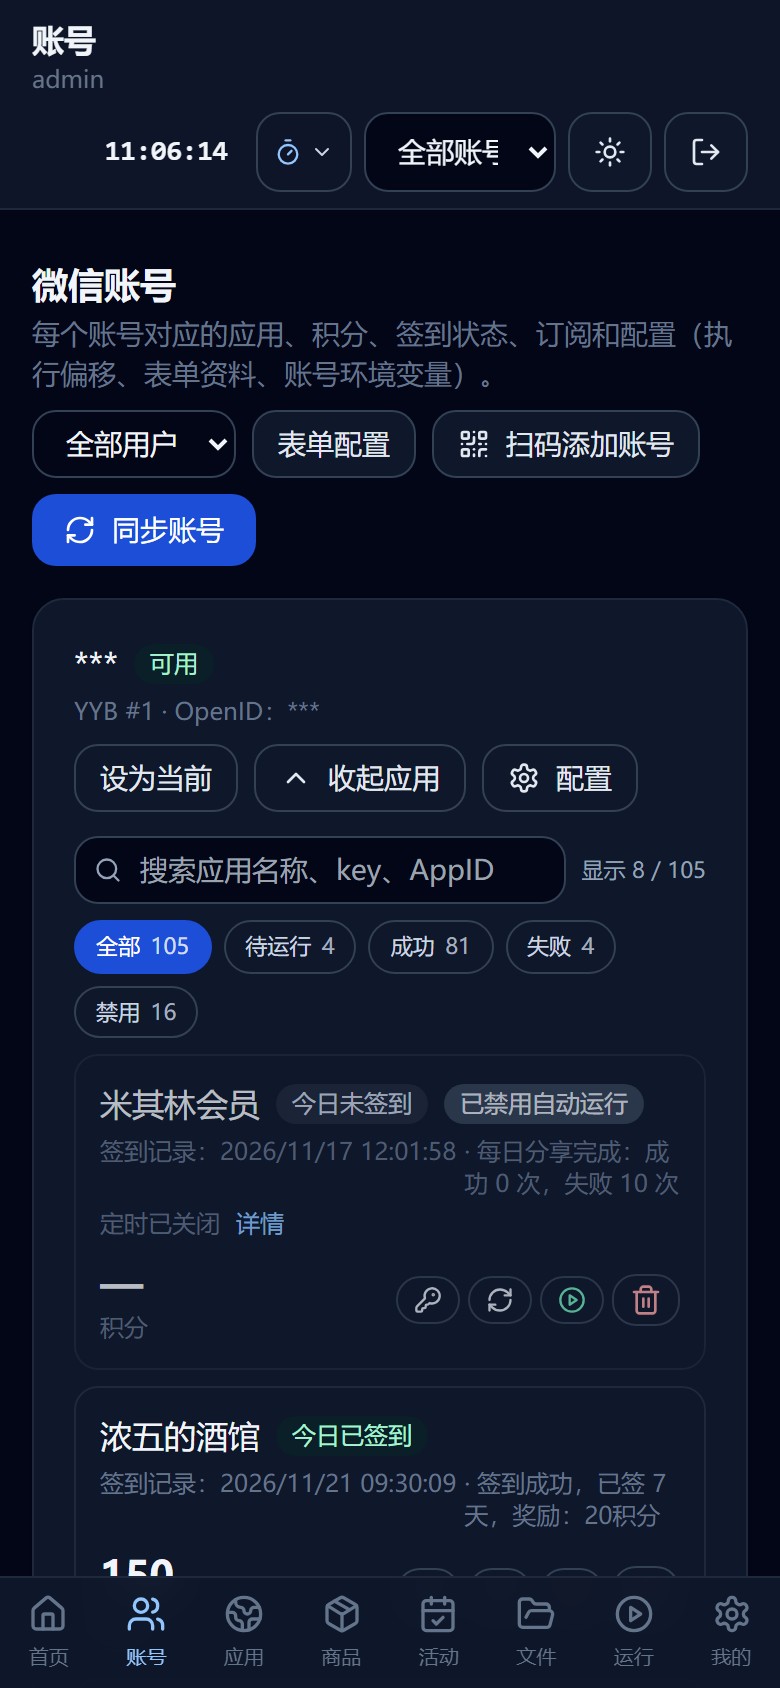 账号
admin
11:06:14
全部账号
微信账号
每个账号对应的应用、积分、签到状态、订阅和配置（执
行偏移、表单资料、账号环境变量）。
全部用户 表单配置 扫码添加账号
同步账号
*** 可用
YYB #1 · OpenID：***
设为当前 收起应用 配置
搜索应用名称、key、AppID 显示 8 / 105
全部 105 待运行 4 成功 81 失败 4
禁用 16
米其林会员 今日未签到 已禁用自动运行
签到记录：2026/11/17 12:01:58 · 每日分享完成：成
功 0 次，失败 10 次
定时已关闭 详情
—
积分
浓五的酒馆 今日已签到
签到记录：2026/11/21 09:30:09 · 签到成功，已签 7
天，奖励：20积分
150
首页 账号 应用 商品 活动 文件 运行 我的